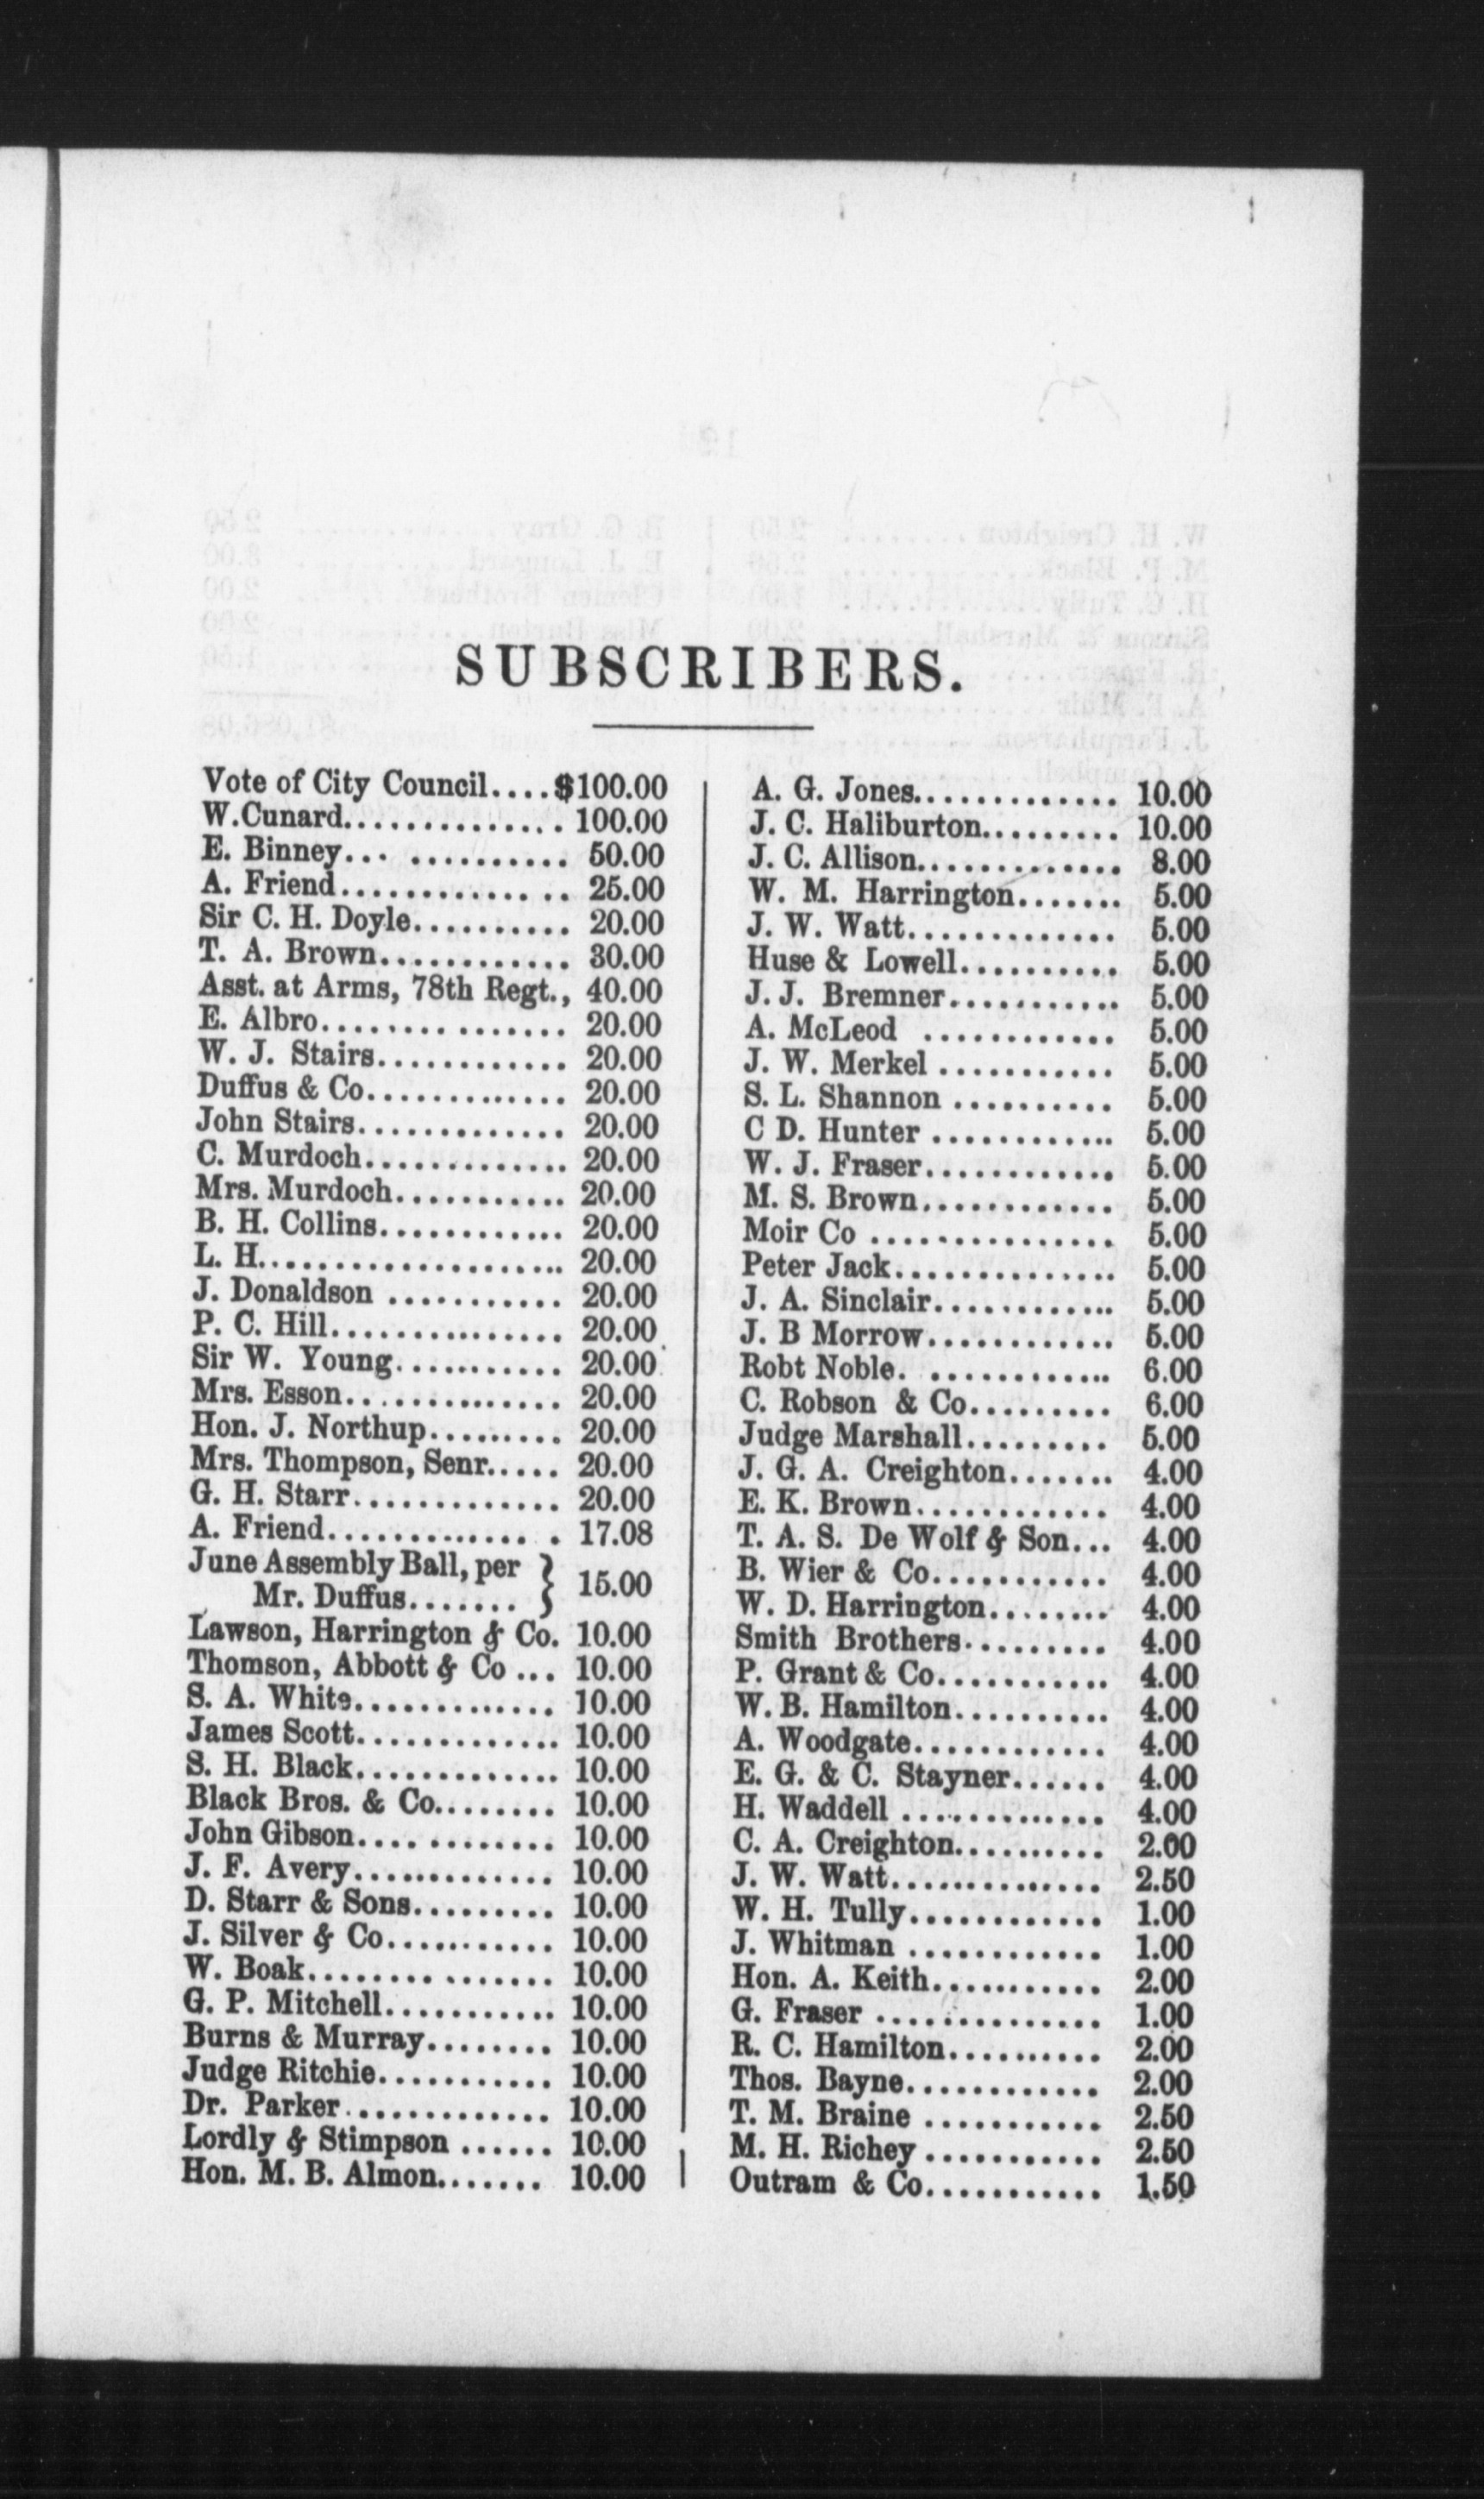 SUBSCRIBERS.
Vote of City Council....$100.00
W.Cunard.............. 100.00
E. Binney... .......... 50.00
A. Friend............. .. 25.00
Sir C. H. Doyle.......... 20.00
T. A. Brown............ 30.00
Asst. at Arms, 78th Regt., 40.00
E. Albro........ ....... 20.00
W. J. Stairs............ 20.00
Duffus & Co............ 20.00
John Stairs............. 20.00
C. Murdoch............. 20.00
Mrs. Murdoch........... 20.00
B. H. Collins............ 20.00
L. H.................... 20.00
J. Donaldson ........... 20.00
P. C. Hill.............. 20.00
Sir W. Young........... 20.00
Mrs. Esson............. 20.00
Hon. J. Northup......... 20.00
Mrs. Thompson, Senr..... 20.00
G. H. Starr............. 20.00
A. Friend............. . 17.08
June Assembly Ball, per
Mr. Duffus....... } 15.00
Lawson, Harrington & Co. 10.00
Thomson, Abbott & Co ... 10.00
S. A. White............. 10.00
James Scott............. 10.00
S. H. Black............. 10.00
Black Bros. & Co........ 10.00
John Gibson.... ........ 10.00
J. F. Avery............. 10.00
D. Starr & Sons......... 10.00
J. Silver & Co........... 10.00
W. Boak........ ....... 10.00
G. P. Mitchell........... 10.00
Burns & Murray........ 10.00
Judge Ritchie........... 10.00
Dr. Parker............. 10.00
Lordly & Stimpson ...... 10.00
Hon. M. B. Almon....... 10.00
A. G. Jones............. 10.00
J. C. Haliburton......... 10.00
J. C. Allison............. 8.00
W. M. Harrington....... 5.00
J. W. Watt............. 5.00
Huse & Lowell.......... 5.00
J. J. Bremner........... 5.00
A. McLeod ............ 5.00
J. W. Merkel ........... 5.00
S. L. Shannon .......... 5.00
C D. Hunter ............ 5.00
W. J. Fraser............ 5.00
M. S. Brown............ 5.00
Moir Co ............... 5.00
Peter Jack.............. 5.00
J. A. Sinclair............ 5.00
J. B Morrow............ 5.00
Robt Noble. ........... 6.00
C. Robson & Co......... 6.00
Judge Marshall......... 5.00
J. G. A. Creighton....... 4.00
E. K. Brown............ 4.00
T. A. S. De Wolf & Son... 4.00
B. Wier & Co........... 4.00
W. D. Harrington........ 4.00
Smith Brothers......... 4.00
P. Grant & Co........... 4.00
W. B. Hamilton.......... 4.00
A. Woodgate............ 4.00
E. G. & C. Stayner...... 4.00
H. Waddell ............. 4.00
C. A. Creighton.......... 2.00
J. W. Watt.............. 2.50
W. H. Tully............ 1.00
J. Whitman ............ 1.00
Hon. A. Keith........... 2.00
G. Fraser .............. 1.00
R. C. Hamilton.......... 2.00
Thos. Bayne............ 2.00
T. M. Braine ........... 2.50
M. H. Richey ........... 2.50
Outram & Co........... 1.50